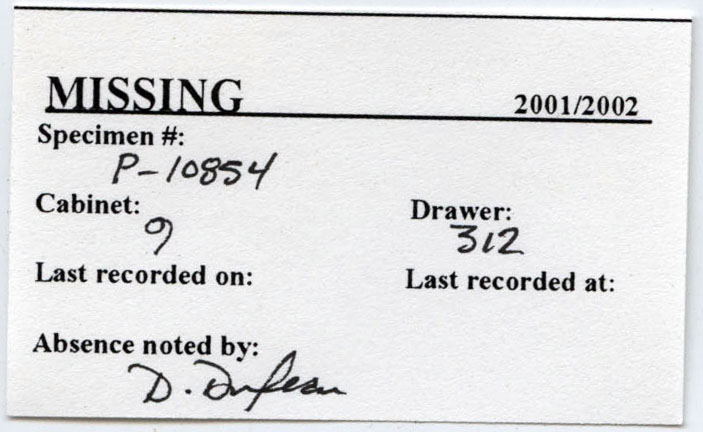 MISSING 2001/2002
Specimen #:
P-10854
Cabinet: Drawer:
9 312
Last recorded on: Last recorded at:
Absence noted by:
D.